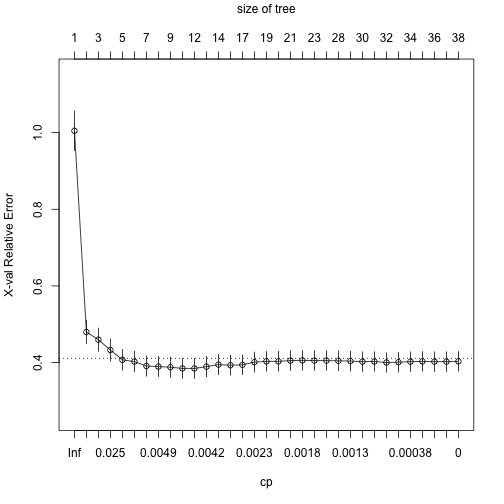 size of tree
1 3 5 7 9 12 14 17 19 21 23 28 30 32 34 36 38
X-val Relative Error
1.0
0.8
0.6
0.4
Inf 0.025 0.0049 0.0042 0.0023 0.0018 0.0013 0.00038 0
cp